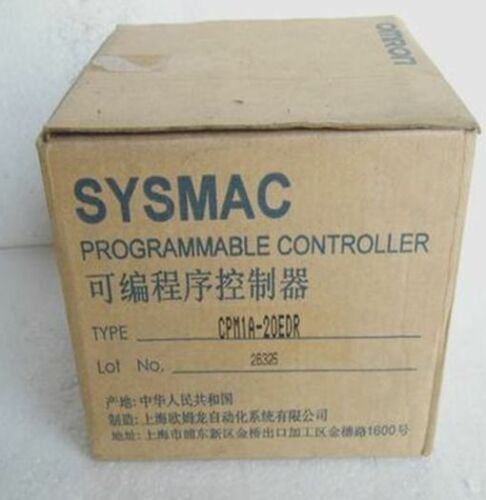 omron
SYSMAC
PROGRAMMABLE CONTROLLER
可编程序控制器
TYPE CPM1A-20EDR
Lot No. 26325
产地: 中华人民共和国
制造: 上海欧姆龙自动化系统有限公司
地址: 上海市浦东新区金桥出口加工区金穗路1600号